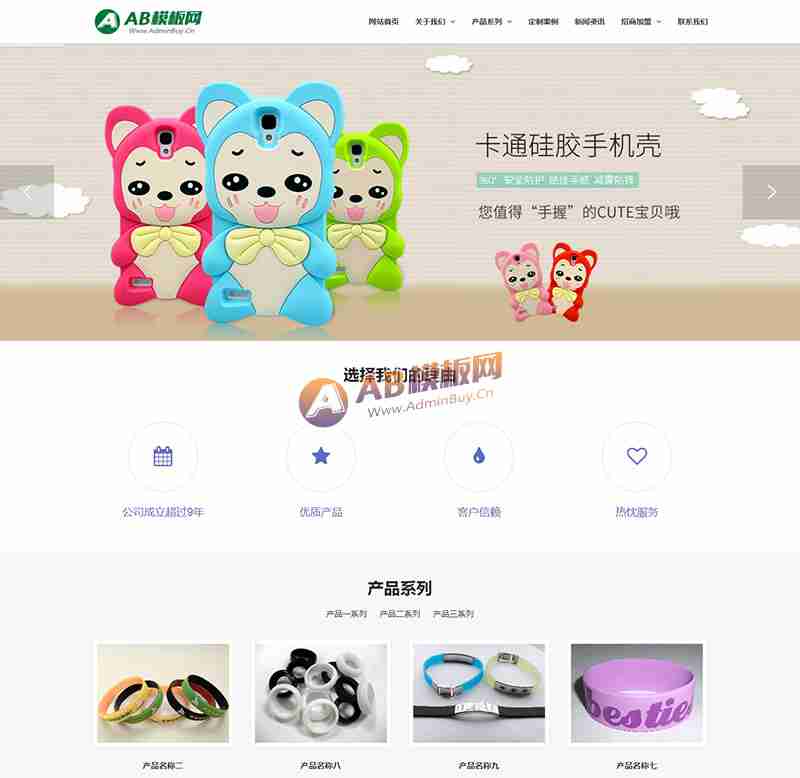 AB模板网
Www.AdminBuy.Cn
网站首页 关于我们 产品系列 定制案例 新闻资讯 招商加盟 联系我们
卡通硅胶手机壳
360° 安全防护 绝佳手感 减震防摔
您值得“手握”的CUTE宝贝哦
选择我们的理由
AB模板网
Www.AdminBuy.Cn
公司成立超过9年 优质产品 客户信赖 热忱服务
产品系列
产品一系列 产品二系列 产品三系列
besties
产品名称二 产品名称八 产品名称九 产品名称七